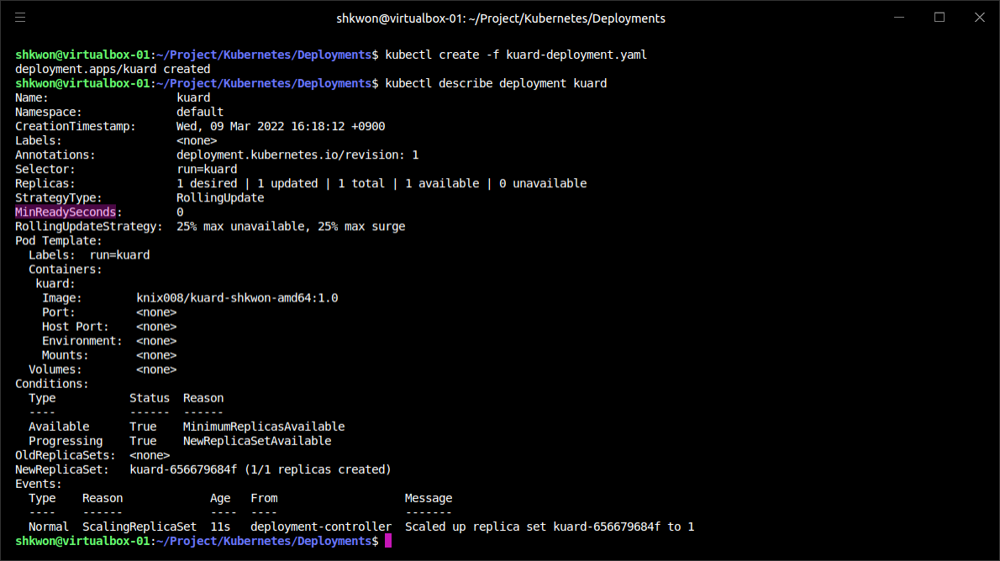 shkwon@virtualbox-01: ~/Project/Kubernetes/Deployments
shkwon@virtualbox-01:~/Project/Kubernetes/Deployments$ kubectl create -f kuard-deployment.yaml
deployment.apps/kuard created
shkwon@virtualbox-01:~/Project/Kubernetes/Deployments$ kubectl describe deployment kuard
Name:                   kuard
Namespace:              default
CreationTimestamp:      Wed, 09 Mar 2022 16:18:12 +0900
Labels:                 <none>
Annotations:            deployment.kubernetes.io/revision: 1
Selector:               run=kuard
Replicas:               1 desired | 1 updated | 1 total | 1 available | 0 unavailable
StrategyType:           RollingUpdate
MinReadySeconds:        0
RollingUpdateStrategy:  25% max unavailable, 25% max surge
Pod Template:
  Labels:  run=kuard
  Containers:
   kuard:
    Image:        knix008/kuard-shkwon-amd64:1.0
    Port:         <none>
    Host Port:    <none>
    Environment:  <none>
    Mounts:       <none>
  Volumes:        <none>
Conditions:
  Type           Status  Reason
  ----           ------  ------
  Available      True    MinimumReplicasAvailable
  Progressing    True    NewReplicaSetAvailable
OldReplicaSets:  <none>
NewReplicaSet:   kuard-656679684f (1/1 replicas created)
Events:
  Type    Reason             Age   From                   Message
  ----    ------             ----  ----                   -------
  Normal  ScalingReplicaSet  11s   deployment-controller  Scaled up replica set kuard-656679684f to 1
shkwon@virtualbox-01:~/Project/Kubernetes/Deployments$